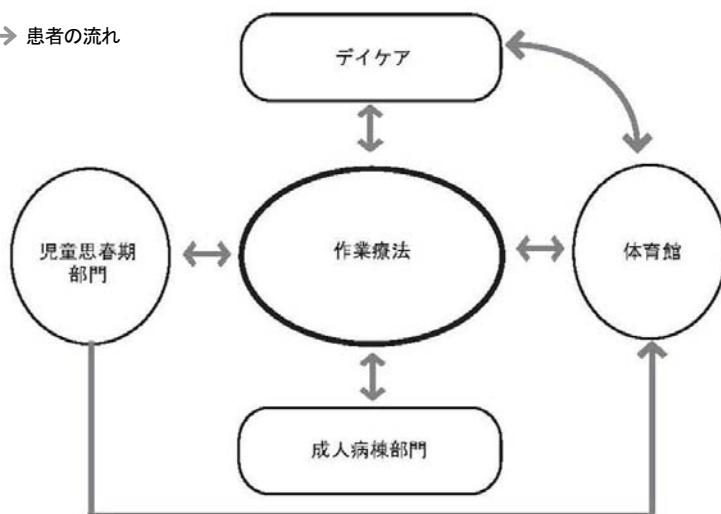 患者の流れ
デイケア
児童思春期
部門
作業療法
体育館
成人病棟部門